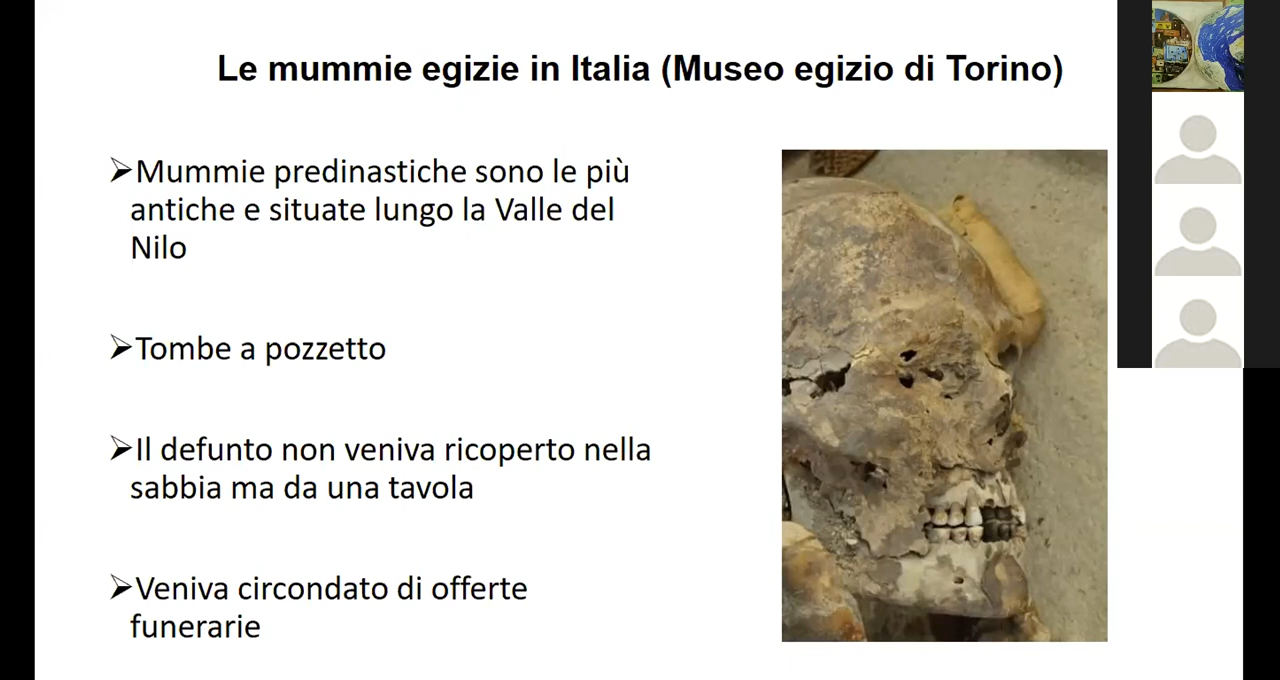 Le mummie egizie in Italia (Museo egizio di Torino)
➢Mummie predinastiche sono le più
antiche e situate lungo la Valle del
Nilo
➢Tombe a pozzetto
➢Il defunto non veniva ricoperto nella
sabbia ma da una tavola
➢Veniva circondato di offerte
funerarie